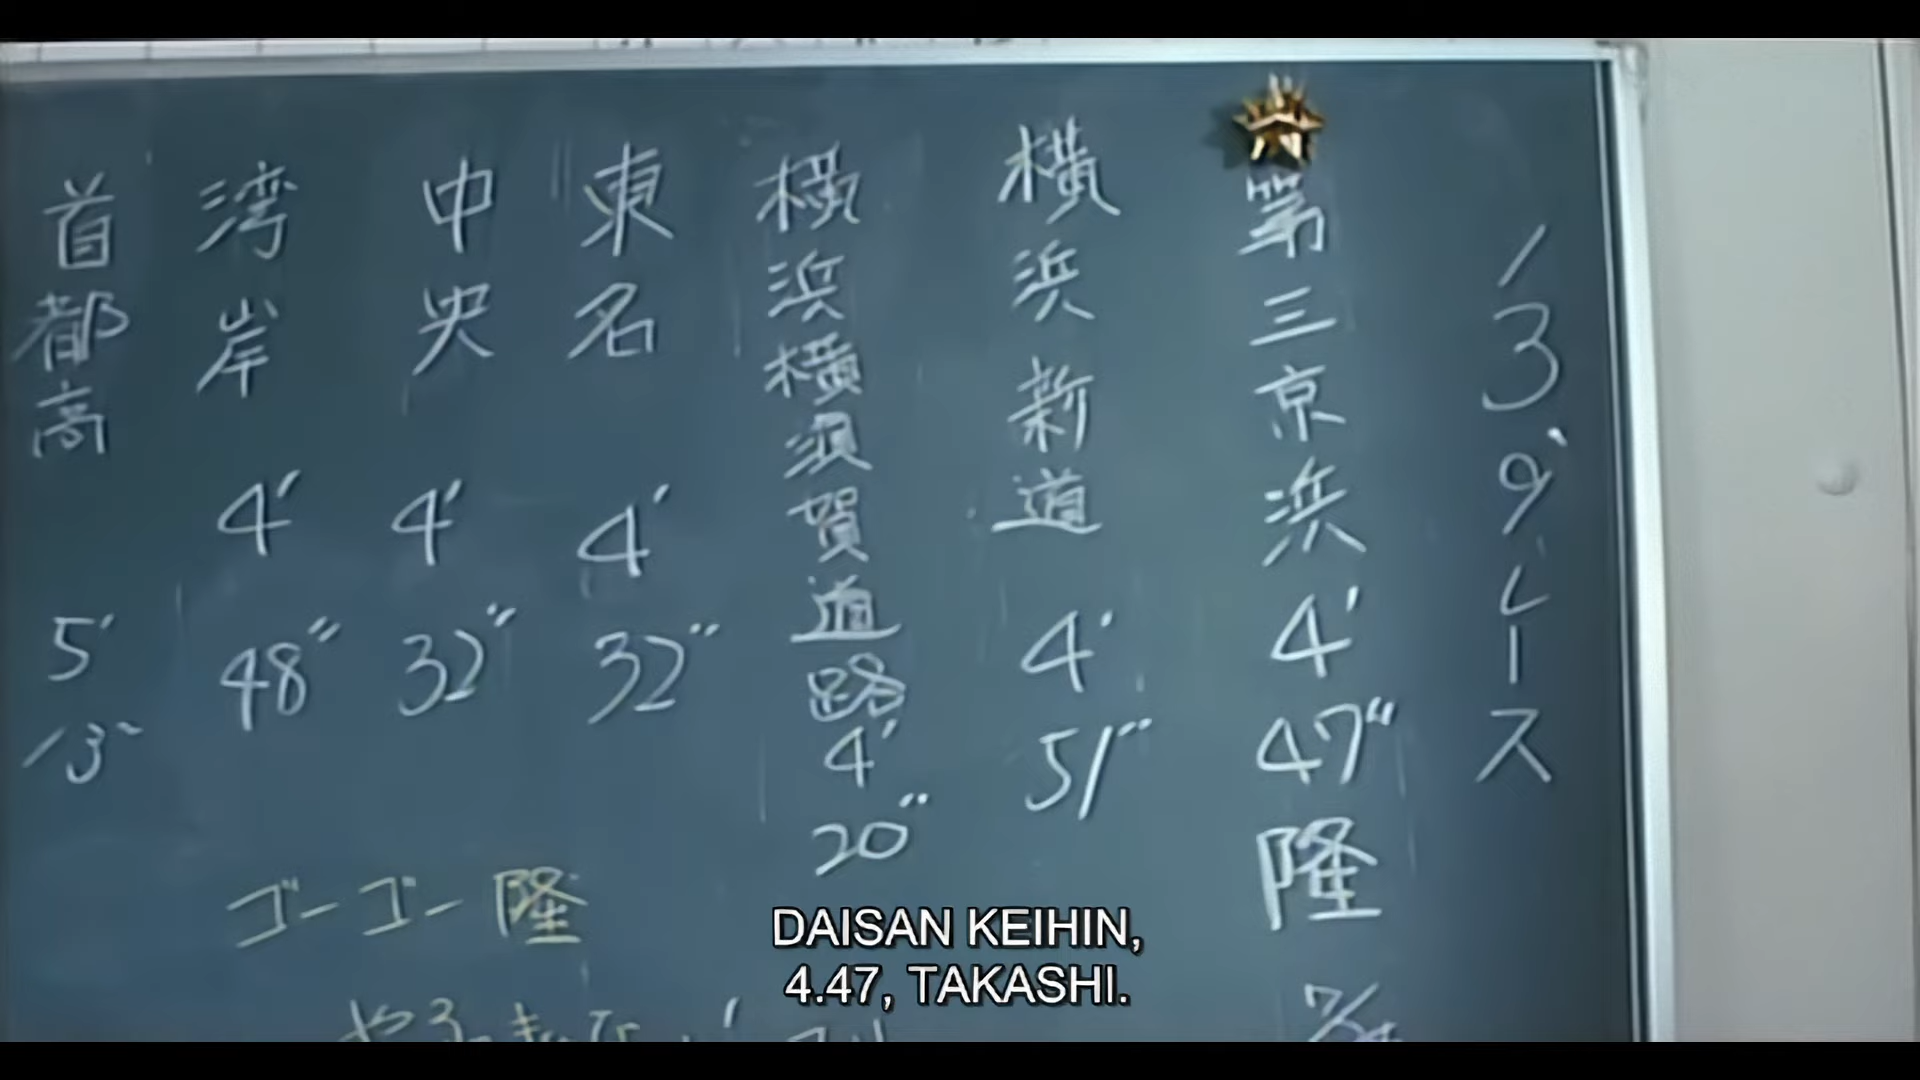 13.9.レース
第三京浜 4′ 47″ 隆
横浜新道 4′ 51″
横浜横須賀道路 4′ 20″
東名 4′ 32″
中央 4′ 32″
湾岸 4′ 48″
首都高 5′ 13″
ゴーゴー隆
DAISAN KEIHIN,
4.47, TAKASHI.